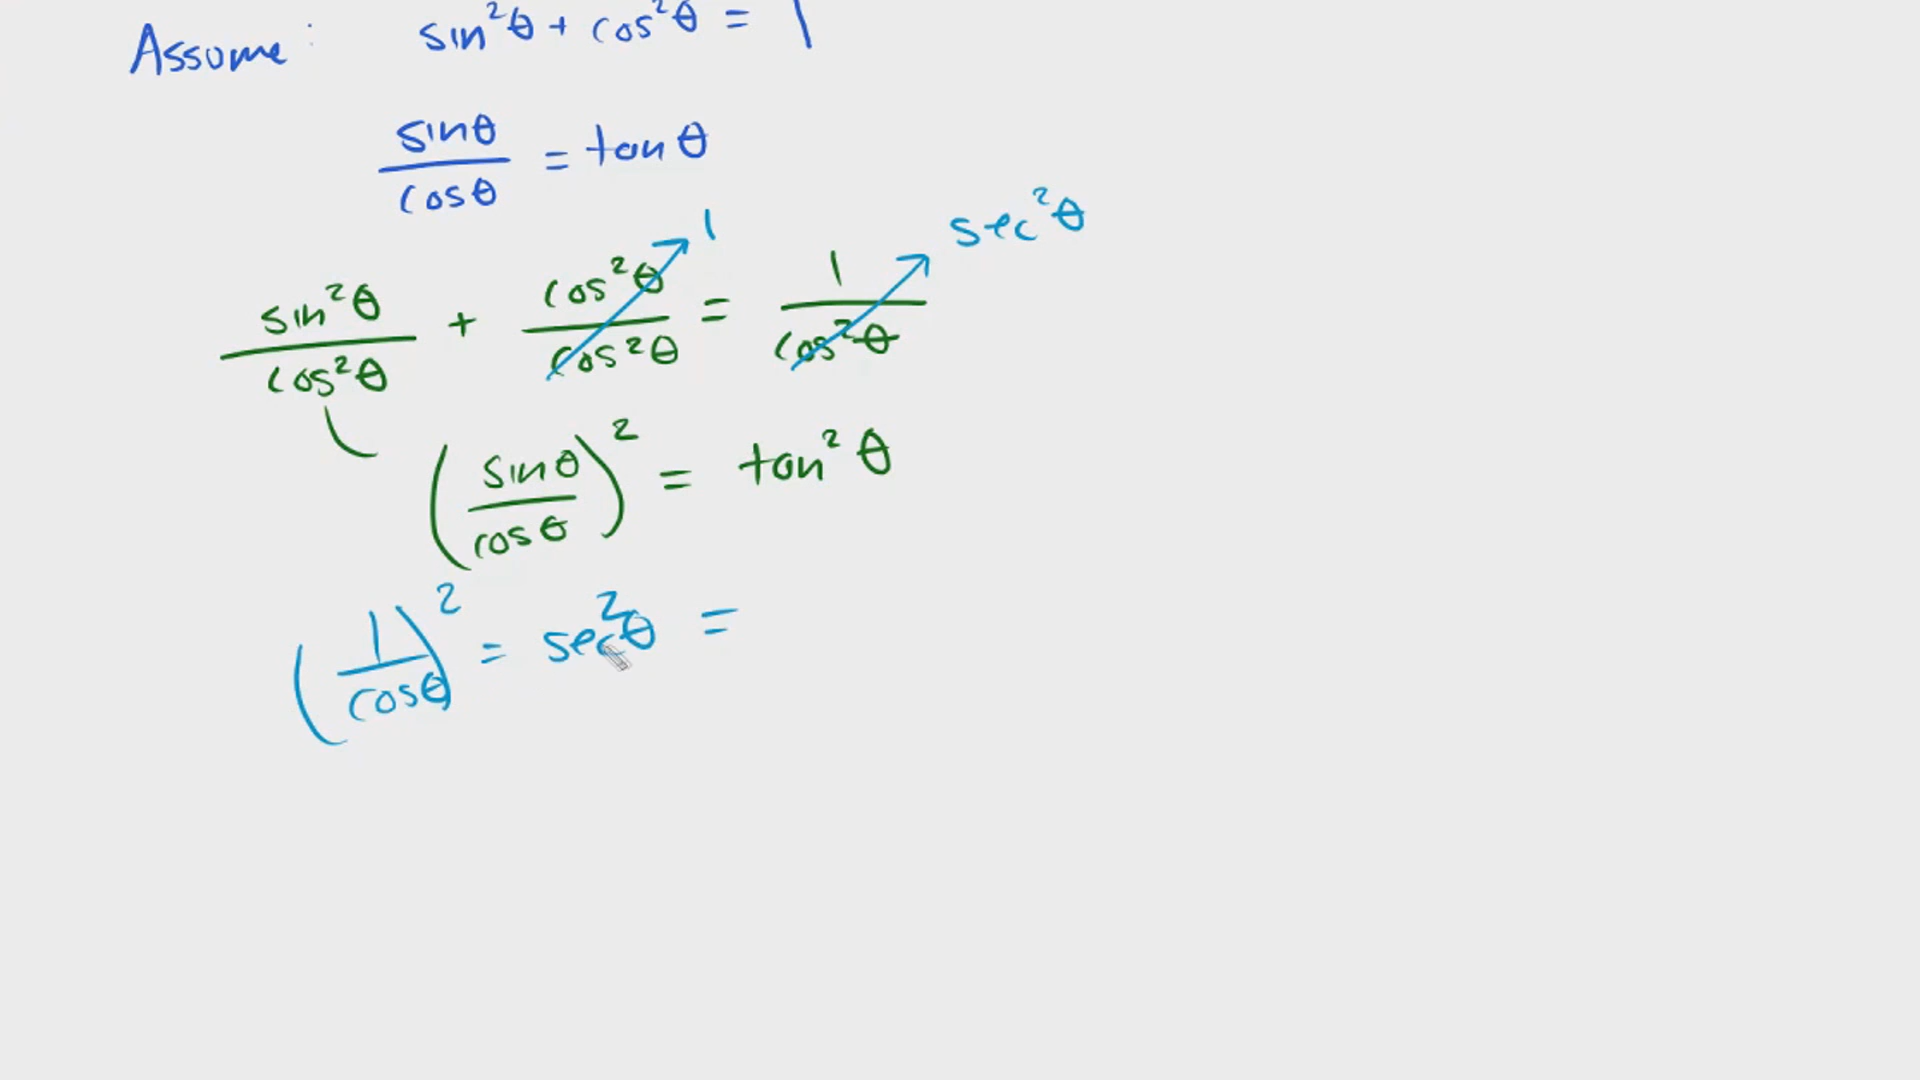 Assume: sin²θ + cos²θ = 1
sinθ/cosθ = tanθ
sin²θ/cos²θ + cos²θ/cos²θ = 1/cos²θ
1
sec²θ
(sinθ/cosθ)² = tan²θ
(1/cosθ)² = sec²θ =